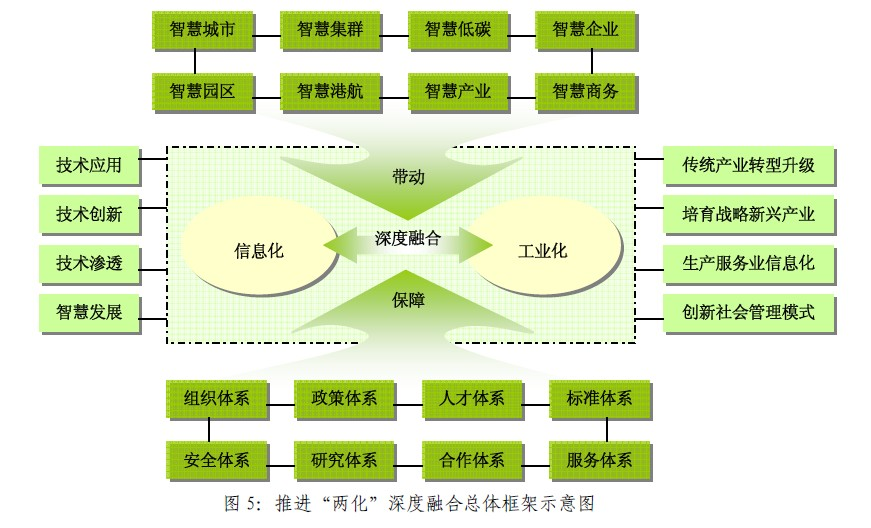 智慧城市 智慧集群 智慧低碳 智慧企业
智慧园区 智慧港航 智慧产业 智慧商务
技术应用
技术创新
技术渗透
智慧发展
带动
信息化
深度融合
工业化
保障
传统产业转型升级
培育战略新兴产业
生产服务业信息化
创新社会管理模式
组织体系 政策体系 人才体系 标准体系
安全体系 研究体系 合作体系 服务体系
图 5：推进“两化”深度融合总体框架示意图